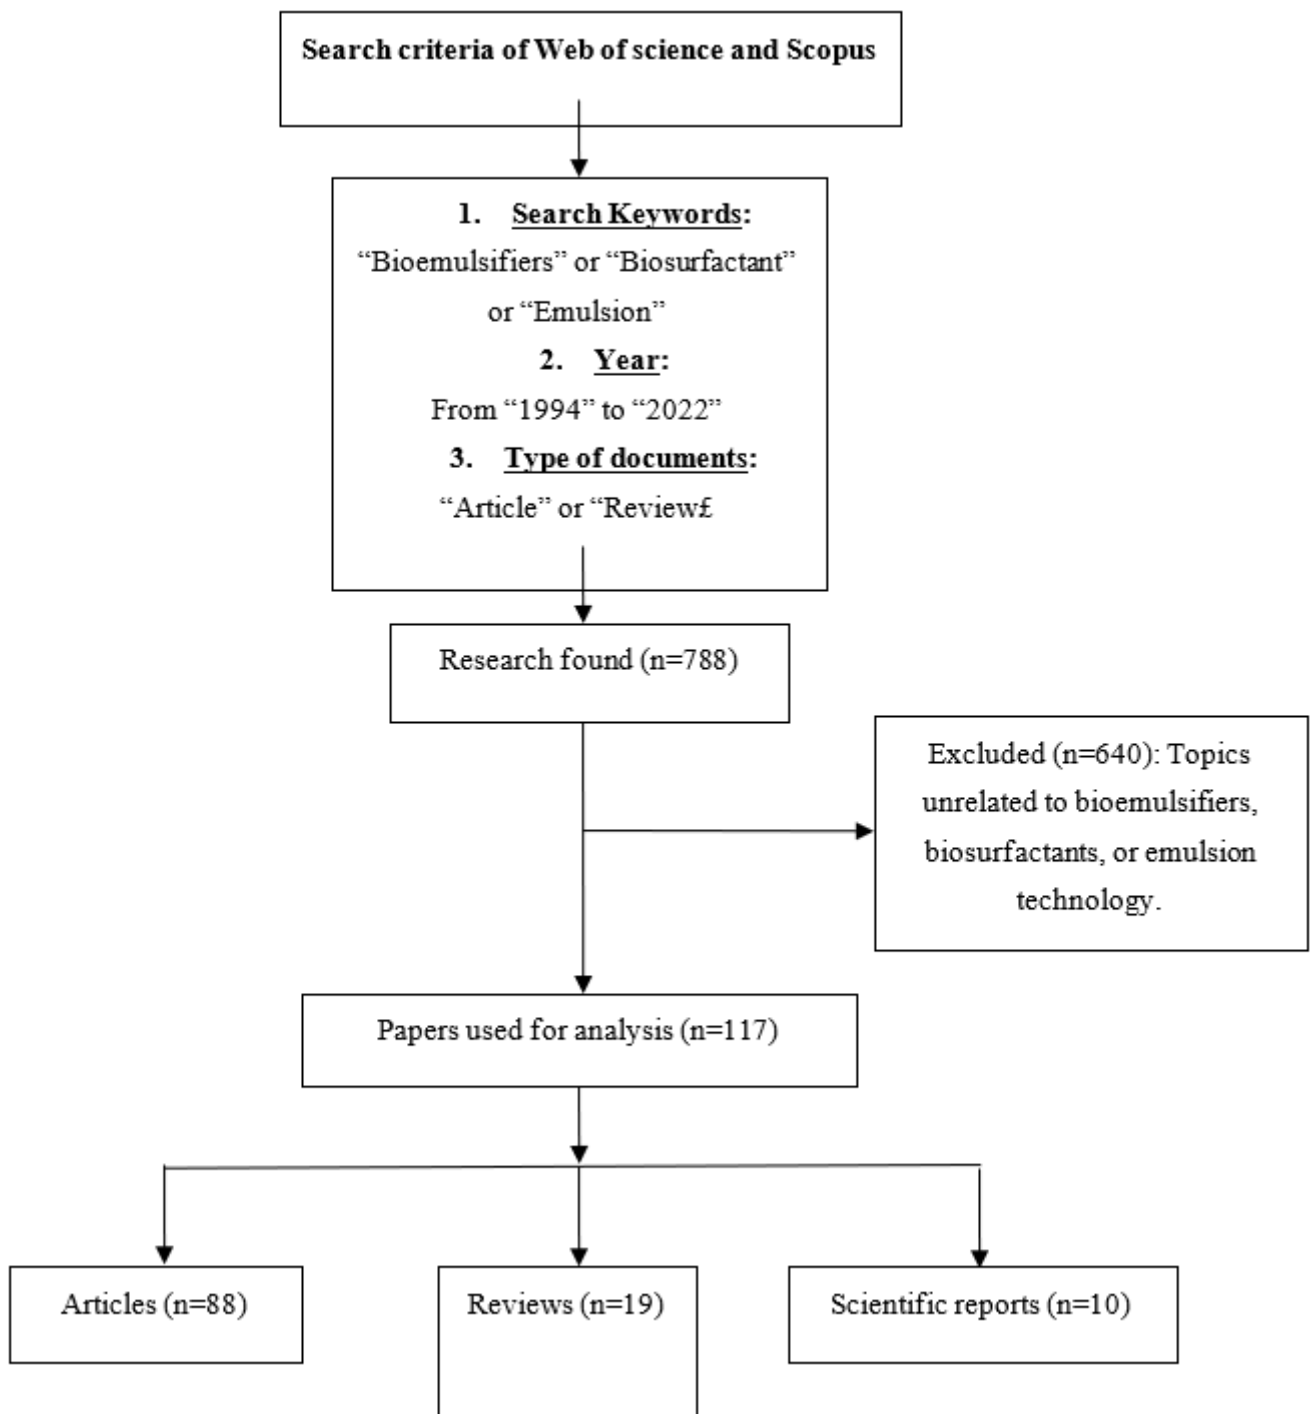 Search criteria of Web of science and Scopus
1. Search Keywords:
“Bioemulsifiers” or “Biosurfactant”
or “Emulsion”
2. Year:
From “1994” to “2022”
3. Type of documents:
“Article” or “Review£
Research found (n=788)
Excluded (n=640): Topics
unrelated to bioemulsifiers,
biosurfactants, or emulsion
technology.
Papers used for analysis (n=117)
Articles (n=88)
Reviews (n=19)
Scientific reports (n=10)